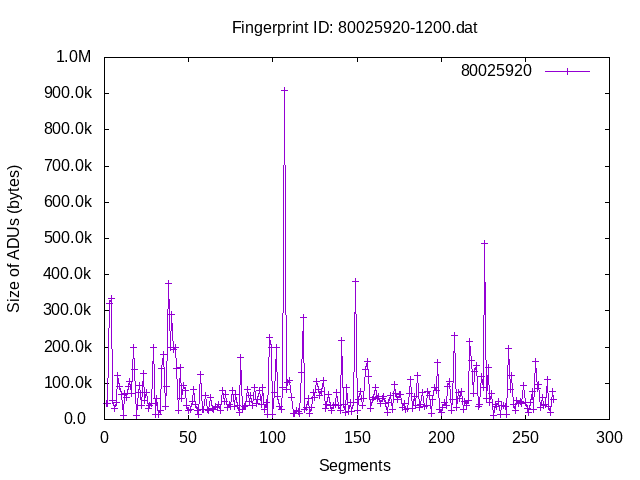 Fingerprint ID: 80025920-1200.dat
80025920
1.0M
900.0k
800.0k
700.0k
600.0k
500.0k
400.0k
300.0k
200.0k
100.0k
0.0
Size of ADUs (bytes)
0 50 100 150 200 250 300
Segments